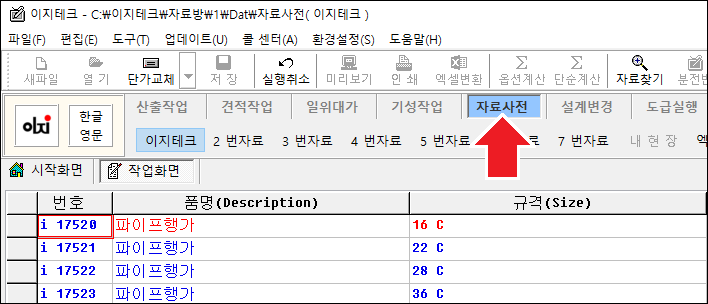 이지테크 - C:₩이지테크₩자료방₩1₩Dat₩자료사전( 이지테크 )
파일(F) 편집(E) 도구(T) 업데이트(U) 콜 센터(A) 환경설정(S) 도움말(H)
새파일 열 기 단가교체 저 장 실행취소 미리보기 인 쇄 엑셀변환 옵션계산 단순계산 자료찾기 분전반
산출작업 견적작업 일위대가 기성작업 자료사전 설계변경 도급실행
한글
영문
이지테크 2 번자료 3 번자료 4 번자료 5 7 번자료 내 현 장
시작화면 작업화면
번호 품명(Description) 규격(Size)
i 17520 파이프행가 16 C
i 17521 파이프행가 22 C
i 17522 파이프행가 28 C
i 17523 파이프행가 36 C